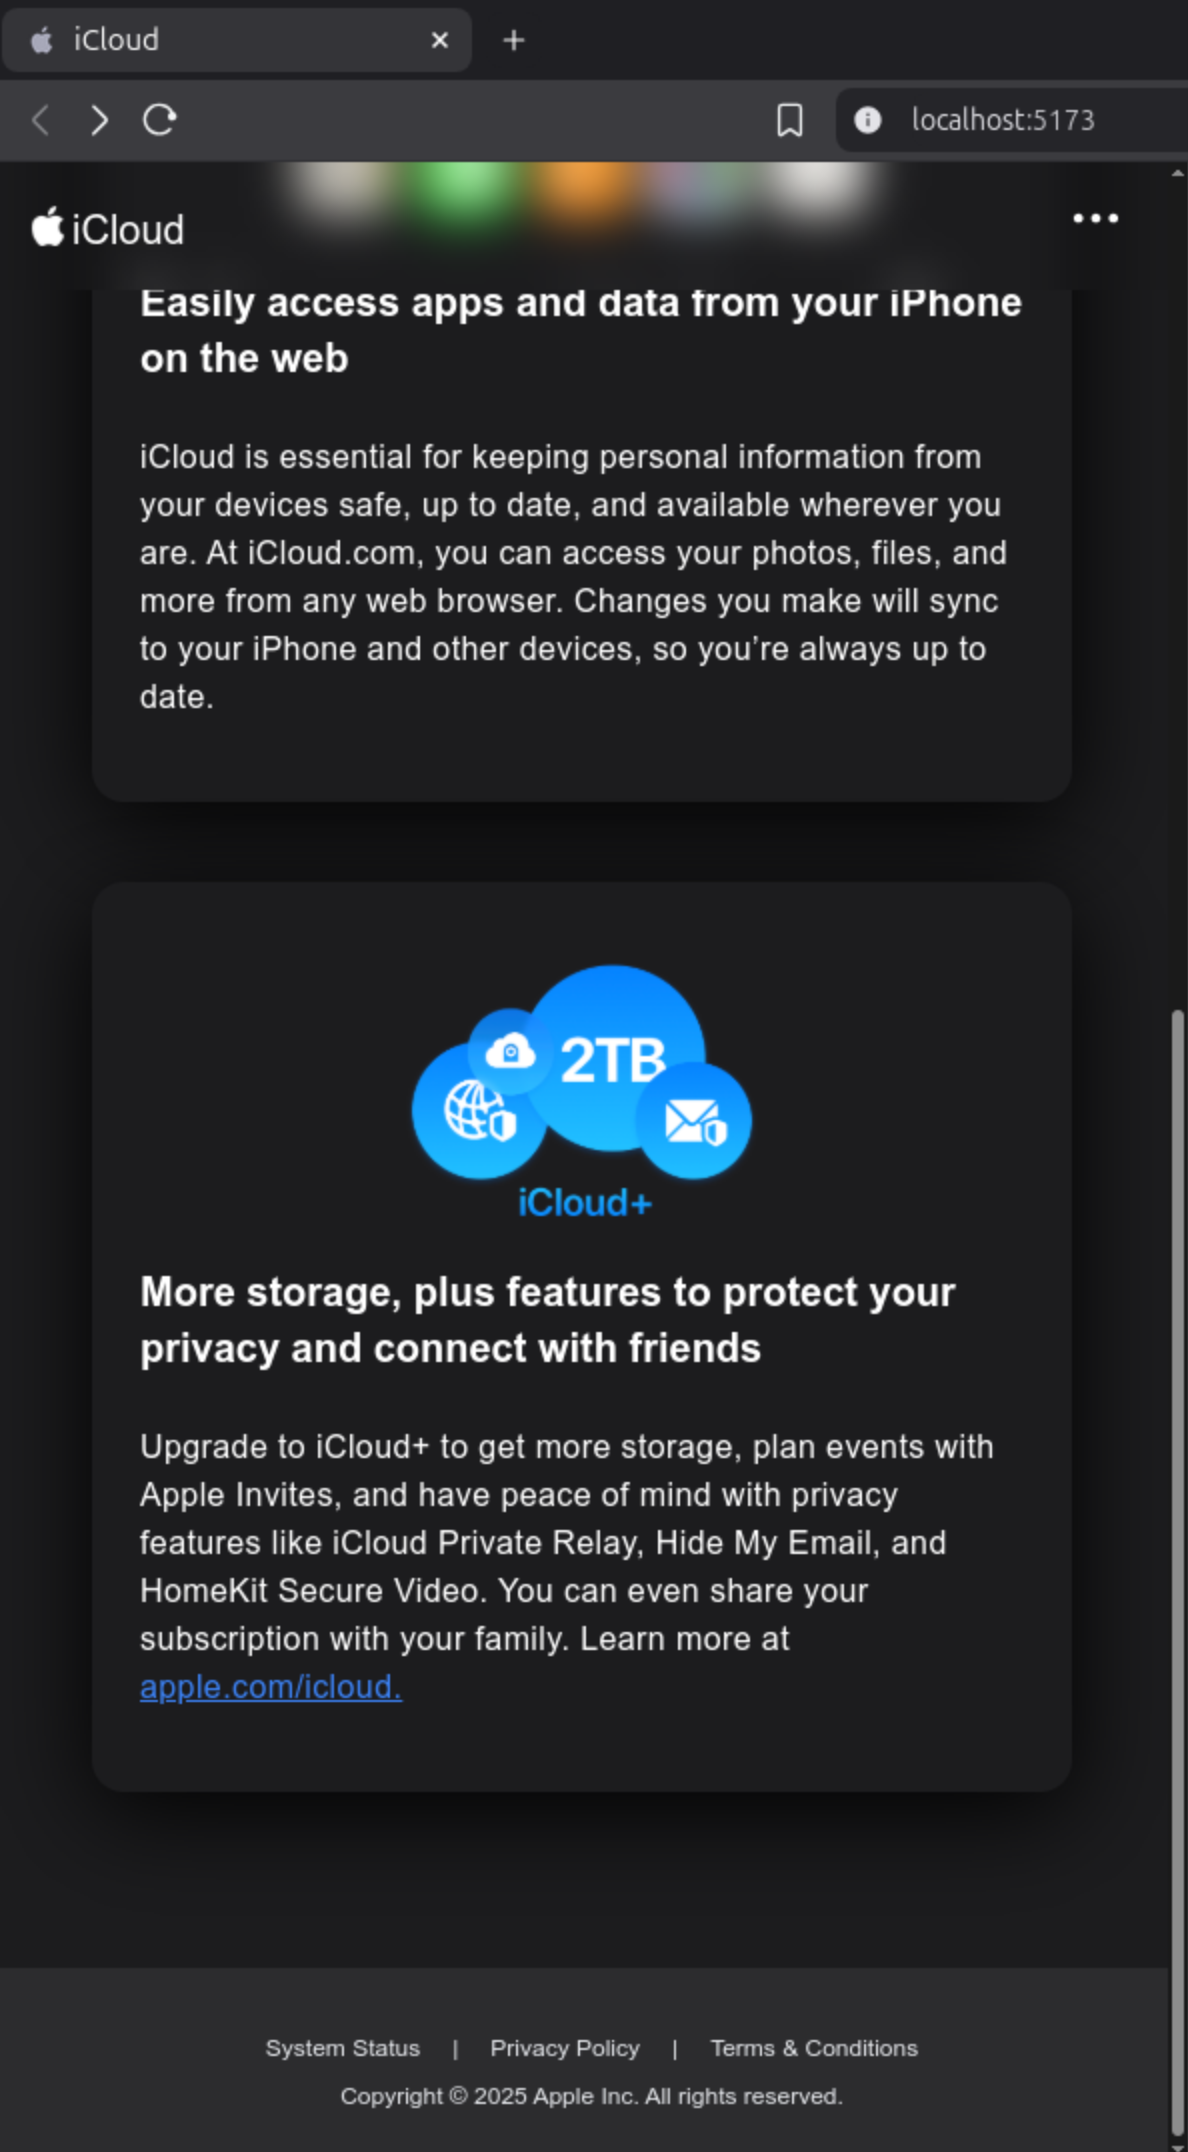 iCloud
localhost:5173
iCloud
Easily access apps and data from your iPhone
on the web
iCloud is essential for keeping personal information from
your devices safe, up to date, and available wherever you
are. At iCloud.com, you can access your photos, files, and
more from any web browser. Changes you make will sync
to your iPhone and other devices, so you’re always up to
date.
2TB
iCloud+
More storage, plus features to protect your
privacy and connect with friends
Upgrade to iCloud+ to get more storage, plan events with
Apple Invites, and have peace of mind with privacy
features like iCloud Private Relay, Hide My Email, and
HomeKit Secure Video. You can even share your
subscription with your family. Learn more at
apple.com/icloud.
System Status | Privacy Policy | Terms & Conditions
Copyright © 2025 Apple Inc. All rights reserved.